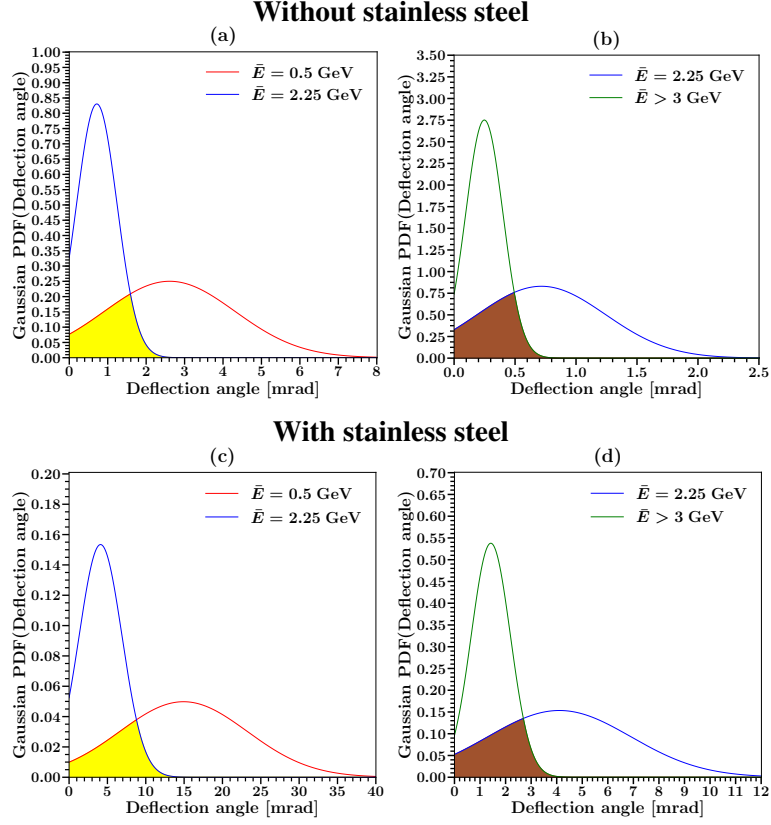 Without stainless steel
(a)
Gaussian PDF(Deflection angle)
1.00
0.95
0.90
0.85
0.80
0.75
0.70
0.65
0.60
0.55
0.50
0.45
0.40
0.35
0.30
0.25
0.20
0.15
0.10
0.05
0.00
Ē = 0.5 GeV
Ē = 2.25 GeV
0 1 2 3 4 5 6 7 8
Deflection angle [mrad]
(b)
Gaussian PDF(Deflection angle)
3.50
3.25
3.00
2.75
2.50
2.25
2.00
1.75
1.50
1.25
1.00
0.75
0.50
0.25
0.00
Ē = 2.25 GeV
Ē > 3 GeV
0.0 0.5 1.0 1.5 2.0 2.5
Deflection angle [mrad]
With stainless steel
(c)
Gaussian PDF(Deflection angle)
0.20
0.18
0.16
0.14
0.12
0.10
0.08
0.06
0.04
0.02
0.00
Ē = 0.5 GeV
Ē = 2.25 GeV
0 5 10 15 20 25 30 35 40
Deflection angle [mrad]
(d)
Gaussian PDF(Deflection angle)
0.70
0.65
0.60
0.55
0.50
0.45
0.40
0.35
0.30
0.25
0.20
0.15
0.10
0.05
0.00
Ē = 2.25 GeV
Ē > 3 GeV
0 1 2 3 4 5 6 7 8 9 10 11 12
Deflection angle [mrad]